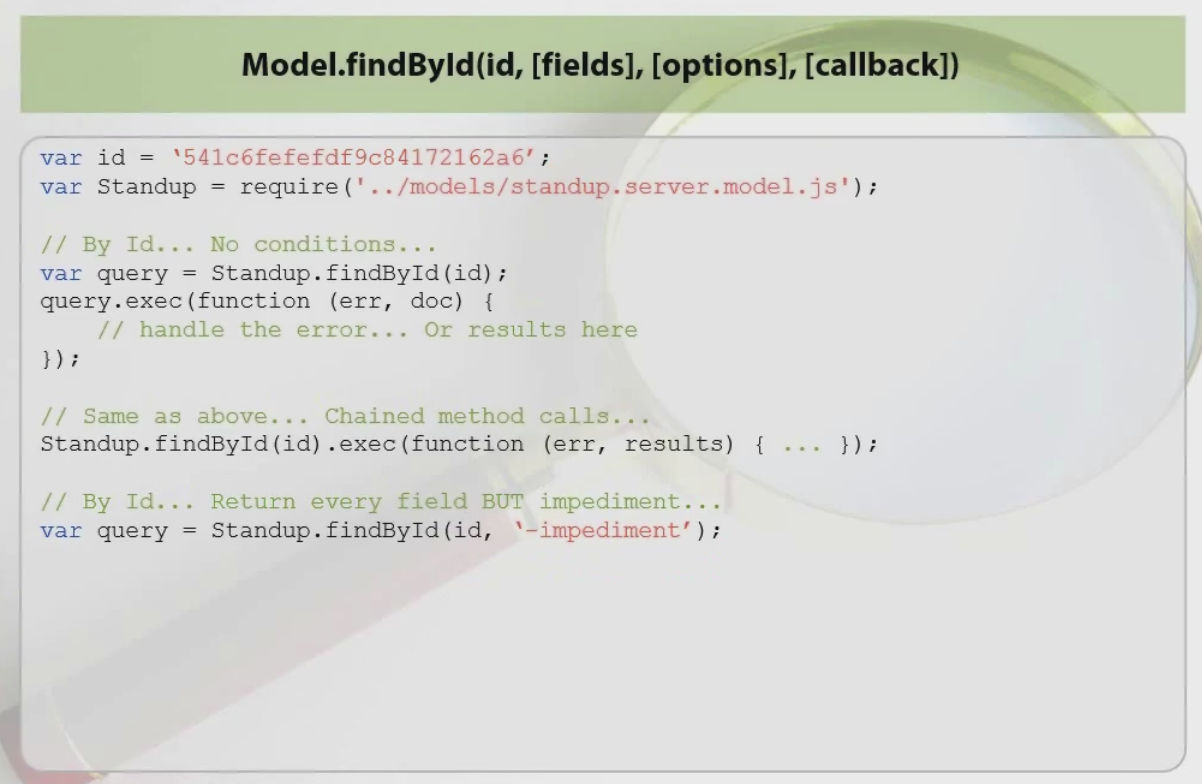 Model.findById(id, [fields], [options], [callback])
var id = ‘541c6fefefdf9c84172162a6’;
var Standup = require('../models/standup.server.model.js');
// By Id... No conditions...
var query = Standup.findById(id);
query.exec(function (err, doc) {
// handle the error... Or results here
});
// Same as above... Chained method calls...
Standup.findById(id).exec(function (err, results) { ... });
// By Id... Return every field BUT impediment...
var query = Standup.findById(id, ‘-impediment’);